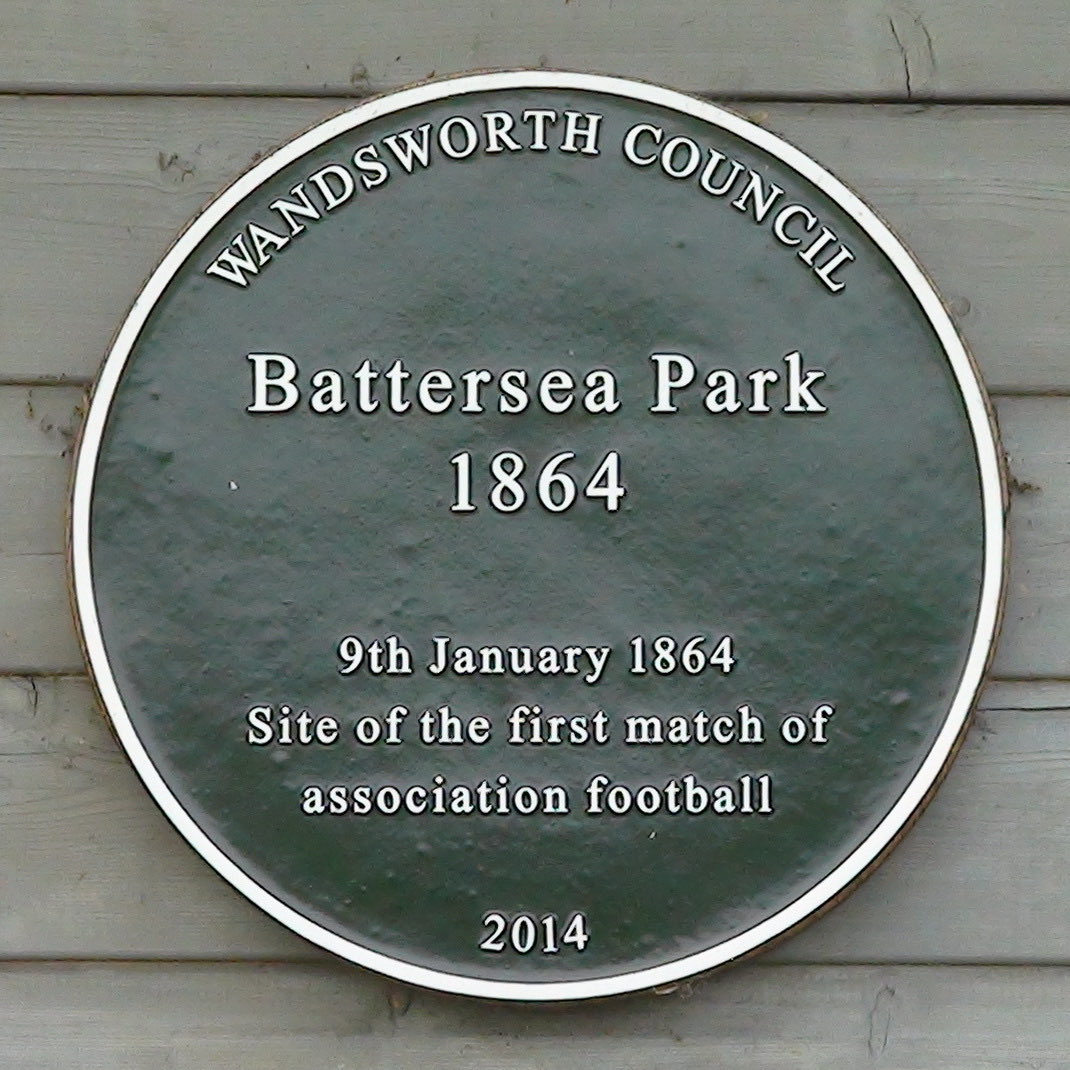 WANDSWORTH COUNCIL
Battersea Park
1864
9th January 1864
Site of the first match of
association football
2014